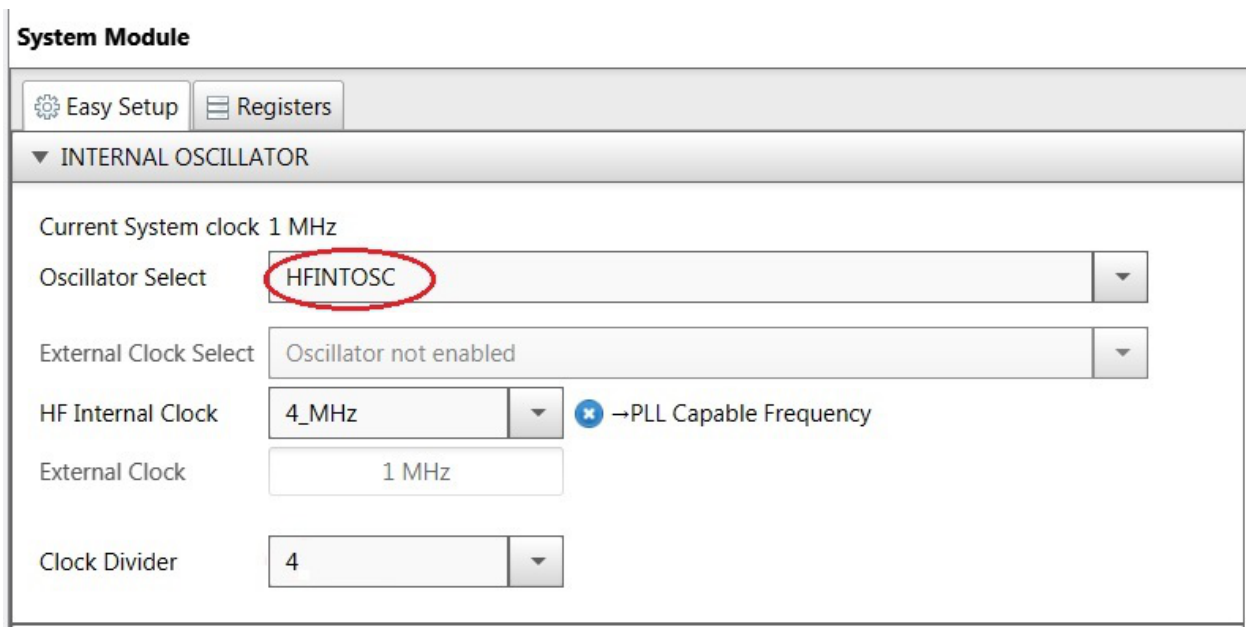 System Module
Easy Setup Registers
INTERNAL OSCILLATOR
Current System clock 1 MHz
Oscillator Select HFINTOSC
External Clock Select Oscillator not enabled
HF Internal Clock 4_MHz →PLL Capable Frequency
External Clock 1 MHz
Clock Divider 4